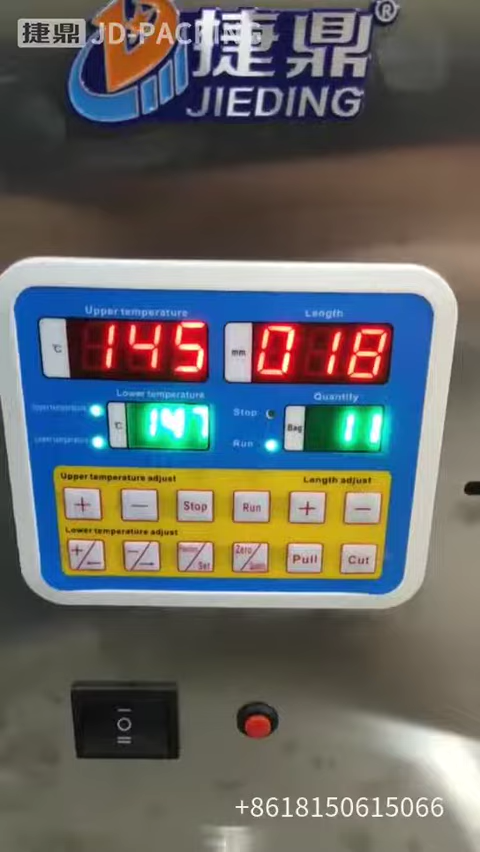 捷鼎 JD-PACKING
捷鼎®
JIEDING
Upper temperature Length
℃ 145 mm 018
Lower temperature Quantity
Upper temperature ℃ 147 Stop Bag 11
Lower temperature Run
Upper temperature adjust Length adjust
+ — Stop Run + —
Lower temperature adjust
+/← −/→ Set Zero Pull Cut
+8618150615066